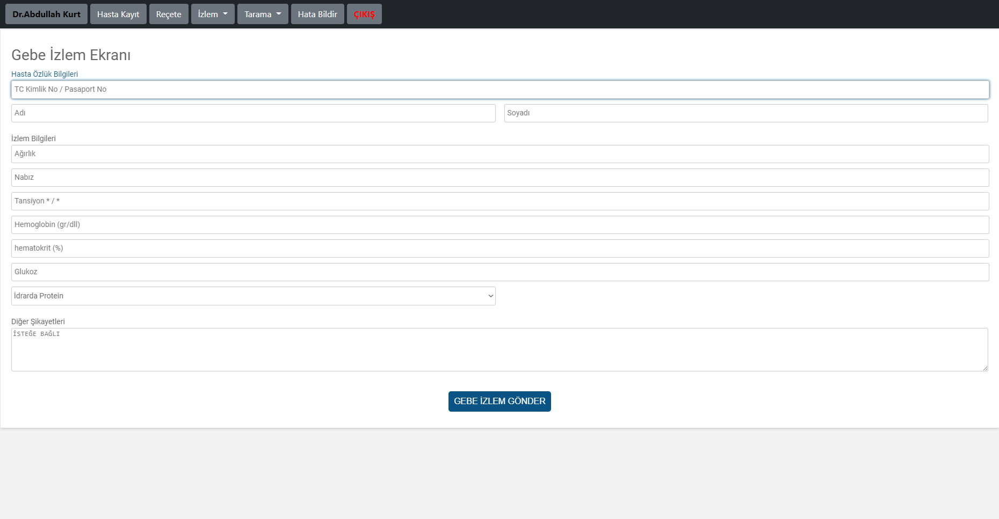 Dr.Abdullah Kurt Hasta Kayıt Reçete İzlem Tarama Hata Bildir ÇIKIŞ
Gebe İzlem Ekranı
Hasta Özlük Bilgileri
TC Kimlik No / Pasaport No
Adı Soyadı
İzlem Bilgileri
Ağırlık
Nabız
Tansiyon * / *
Hemoglobin (gr/dll)
hematokrit (%)
Glukoz
İdrarda Protein
Diğer Şikayetleri
İSTEĞE BAĞLI
GEBE İZLEM GÖNDER